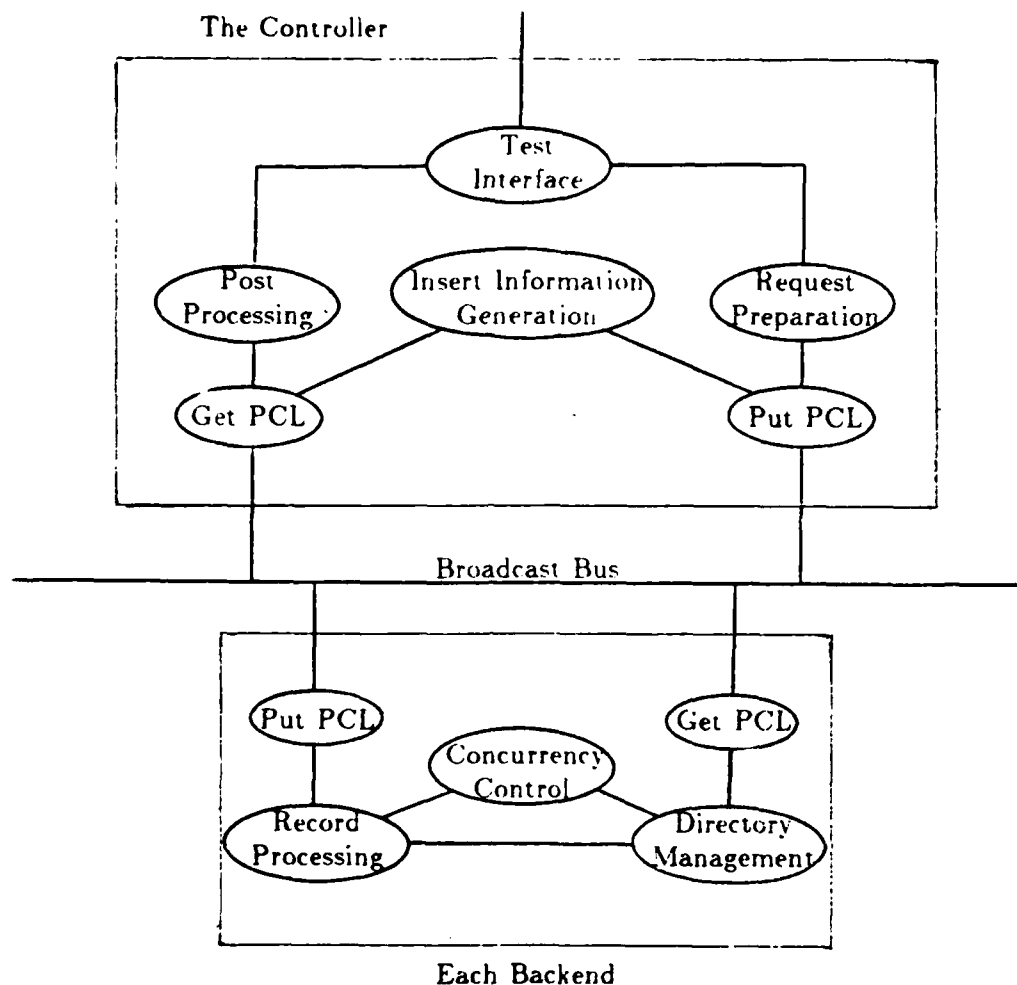 The Controller
Test
Interface
Post
Processing
Insert Information
Generation
Request
Preparation
Get PCL
Put PCL
Broadcast Bus
Put PCL
Get PCL
Concurrency
Control
Record
Processing
Directory
Management
Each Backend